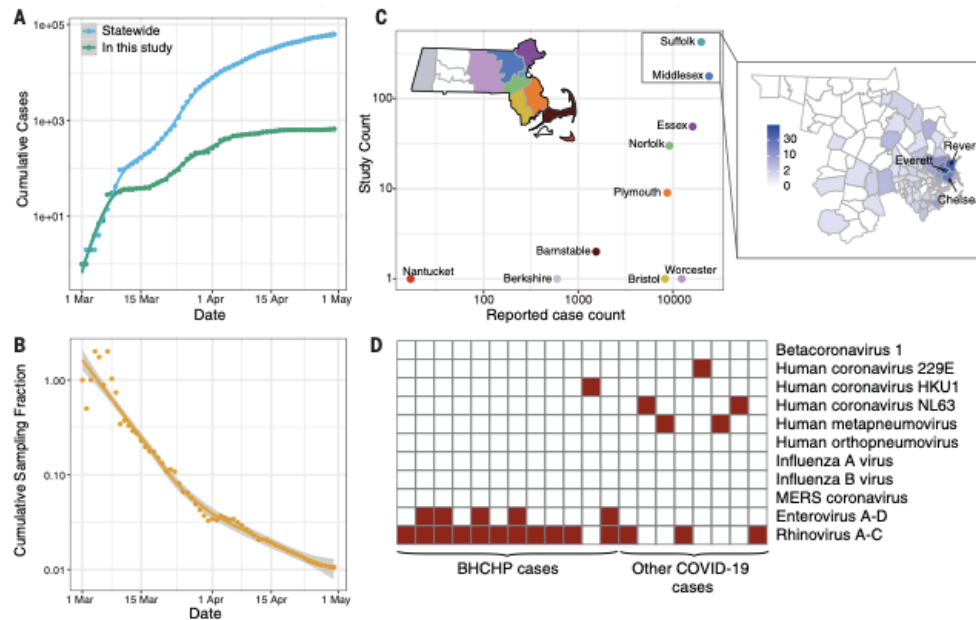 A
Statewide
In this study
1e+05
1e+03
1e+01
Cumulative Cases
1 Mar
15 Mar
1 Apr
15 Apr
1 May
Date
B
1.00
0.10
0.01
Cumulative Sampling Fraction
1 Mar
15 Mar
1 Apr
15 Apr
1 May
Date
C
Suffolk
Middlesex
Essex
Norfolk
Plymouth
Barnstable
Nantucket
Berkshire
Bristol
Worcester
100
10
1
Study Count
100
1000
10000
Reported case count
30
10
2
0
Revere
Everett
Chelsea
D
Betacoronavirus 1
Human coronavirus 229E
Human coronavirus HKU1
Human coronavirus NL63
Human metapneumovirus
Human orthopneumovirus
Influenza A virus
Influenza B virus
MERS coronavirus
Enterovirus A-D
Rhinovirus A-C
BHCHP cases
Other COVID-19
cases